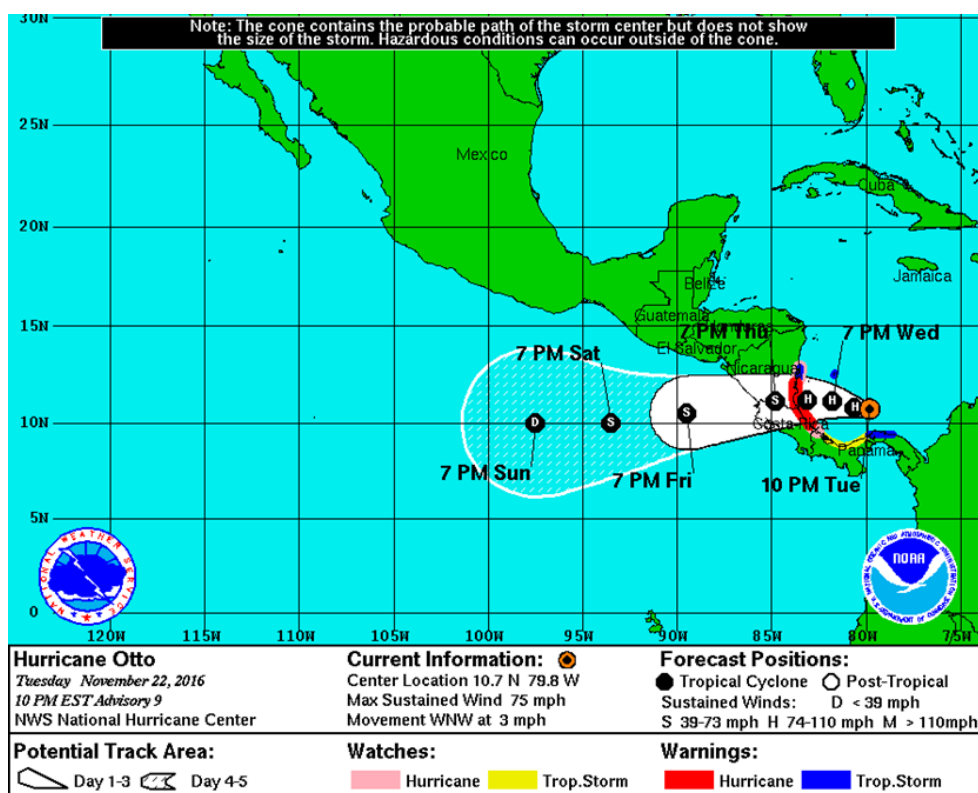 Note: The cone contains the probable path of the storm center but does not show
the size of the storm. Hazardous conditions can occur outside of the cone.
30N
25N
Mexico
Cuba
20N
Jamaica
Belize
Guatemala
15N
7 PM Thu
7 PM Wed
El Salvador
7 PM Sat
Nicaragua
S H H H
S
D S
10N
Costa Rica
Panama
7 PM Sun
7 PM Fri
10 PM Tue
5N
NATIONAL WEATHER SERVICE
NOAA
0
120W 115W 110W 105W 100W 95W 90W 85W 80W 75W
Hurricane Otto
Tuesday November 22, 2016
10 PM EST Advisory 9
NWS National Hurricane Center
Current Information:
Center Location 10.7 N 79.8 W
Max Sustained Wind 75 mph
Movement WNW at 3 mph
Forecast Positions:
Tropical Cyclone Post-Tropical
Sustained Winds: D < 39 mph
S 39-73 mph H 74-110 mph M > 110mph
Potential Track Area:
Day 1-3 Day 4-5
Watches:
Hurricane Trop.Storm
Warnings:
Hurricane Trop.Storm